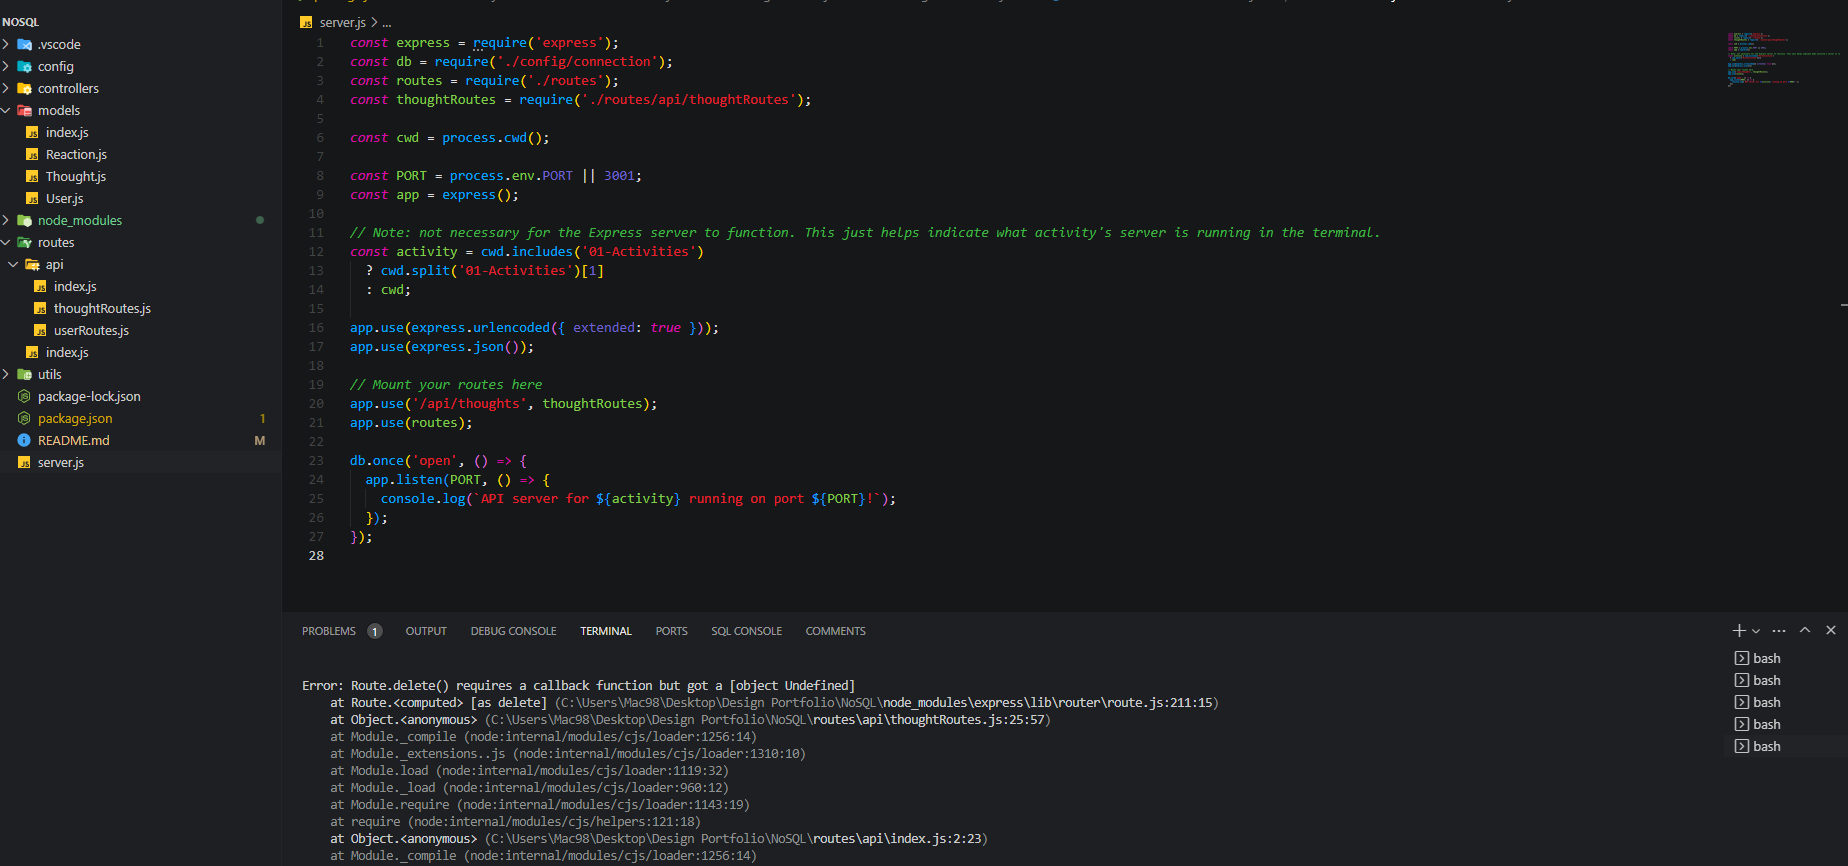 NOSQL
.vscode
config
controllers
models
index.js
Reaction.js
Thought.js
User.js
node_modules
routes
api
index.js
thoughtRoutes.js
userRoutes.js
index.js
utils
package-lock.json
package.json 1
README.md M
server.js
server.js > ...
1 const express = require('express');
2 const db = require('./config/connection');
3 const routes = require('./routes');
4 const thoughtRoutes = require('./routes/api/thoughtRoutes');
5
6 const cwd = process.cwd();
7
8 const PORT = process.env.PORT || 3001;
9 const app = express();
10
11 // Note: not necessary for the Express server to function. This just helps indicate what activity's server is running in the terminal.
12 const activity = cwd.includes('01-Activities')
13 ? cwd.split('01-Activities')[1]
14 : cwd;
15
16 app.use(express.urlencoded({ extended: true }));
17 app.use(express.json());
18
19 // Mount your routes here
20 app.use('/api/thoughts', thoughtRoutes);
21 app.use(routes);
22
23 db.once('open', () => {
24 app.listen(PORT, () => {
25 console.log(`API server for ${activity} running on port ${PORT}!`);
26 });
27 });
28
PROBLEMS 1 OUTPUT DEBUG CONSOLE TERMINAL PORTS SQL CONSOLE COMMENTS
Error: Route.delete() requires a callback function but got a [object Undefined]
at Route.<computed> [as delete] (C:\Users\Mac98\Desktop\Design Portfolio\NoSQL\node_modules\express\lib\router\route.js:211:15)
at Object.<anonymous> (C:\Users\Mac98\Desktop\Design Portfolio\NoSQL\routes\api\thoughtRoutes.js:25:57)
at Module._compile (node:internal/modules/cjs/loader:1256:14)
at Module._extensions..js (node:internal/modules/cjs/loader:1310:10)
at Module.load (node:internal/modules/cjs/loader:1119:32)
at Module._load (node:internal/modules/cjs/loader:960:12)
at Module.require (node:internal/modules/cjs/loader:1143:19)
at require (node:internal/modules/cjs/helpers:121:18)
at Object.<anonymous> (C:\Users\Mac98\Desktop\Design Portfolio\NoSQL\routes\api\index.js:2:23)
at Module._compile (node:internal/modules/cjs/loader:1256:14)
bash
bash
bash
bash
bash